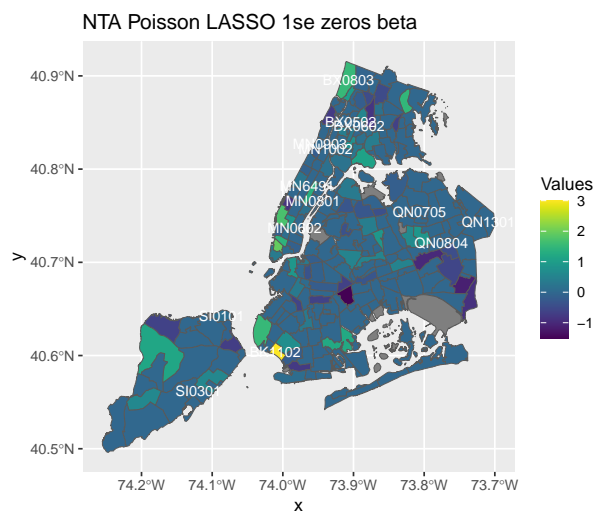 NTA Poisson LASSO 1se zeros beta
40.9°N
40.8°N
40.7°N
40.6°N
40.5°N
y
BX0803
BX0502
BX0602
MN0903
MN1002
MN6491
MN0801
MN0602
QN0705
QN1301
QN0804
SI0101
BK1102
SI0301
74.2°W
74.1°W
74.0°W
73.9°W
73.8°W
73.7°W
x
Values
3
2
1
0
−1